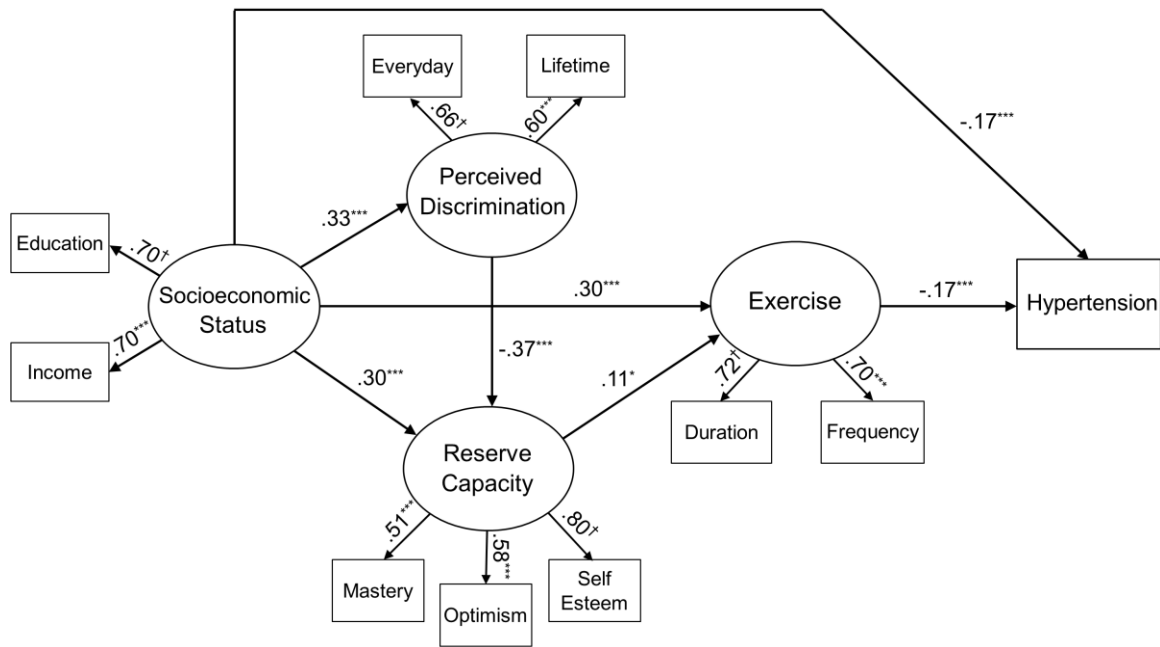 Everyday
Lifetime
.66†
.60***
-.17***
Perceived
Discrimination
.33***
Education
.70†
Socioeconomic
Status
.30***
Exercise
-.17***
Hypertension
.70***
Income
-.37***
.30***
.11*
.72†
.70***
Duration
Frequency
Reserve
Capacity
.51***
.58***
.80†
Mastery
Optimism
Self
Esteem